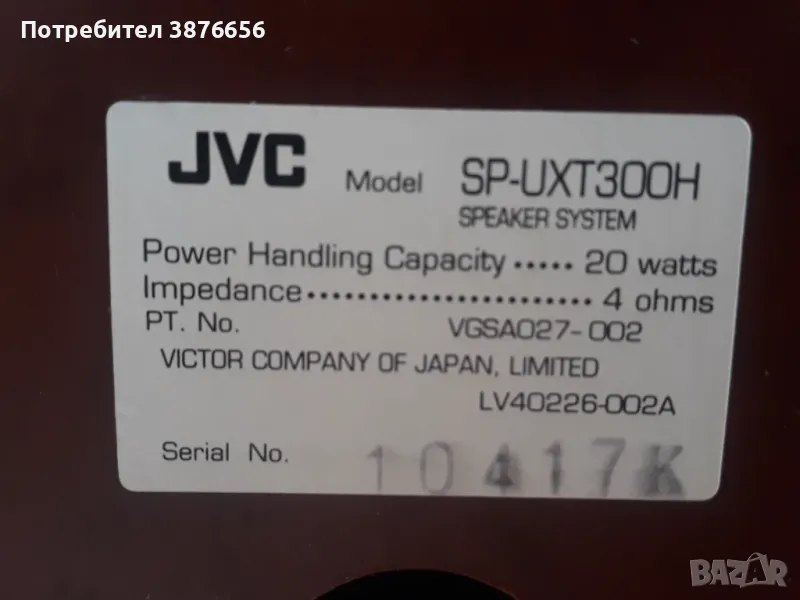 Потребител 3876656
JVC Model SP-UXT300H
SPEAKER SYSTEM
Power Handling Capacity ····· 20 watts
Impedance························ 4 ohms
PT. No. VGSA027-002
VICTOR COMPANY OF JAPAN, LIMITED
LV40226-002A
Serial No. 10417K
BAZAR